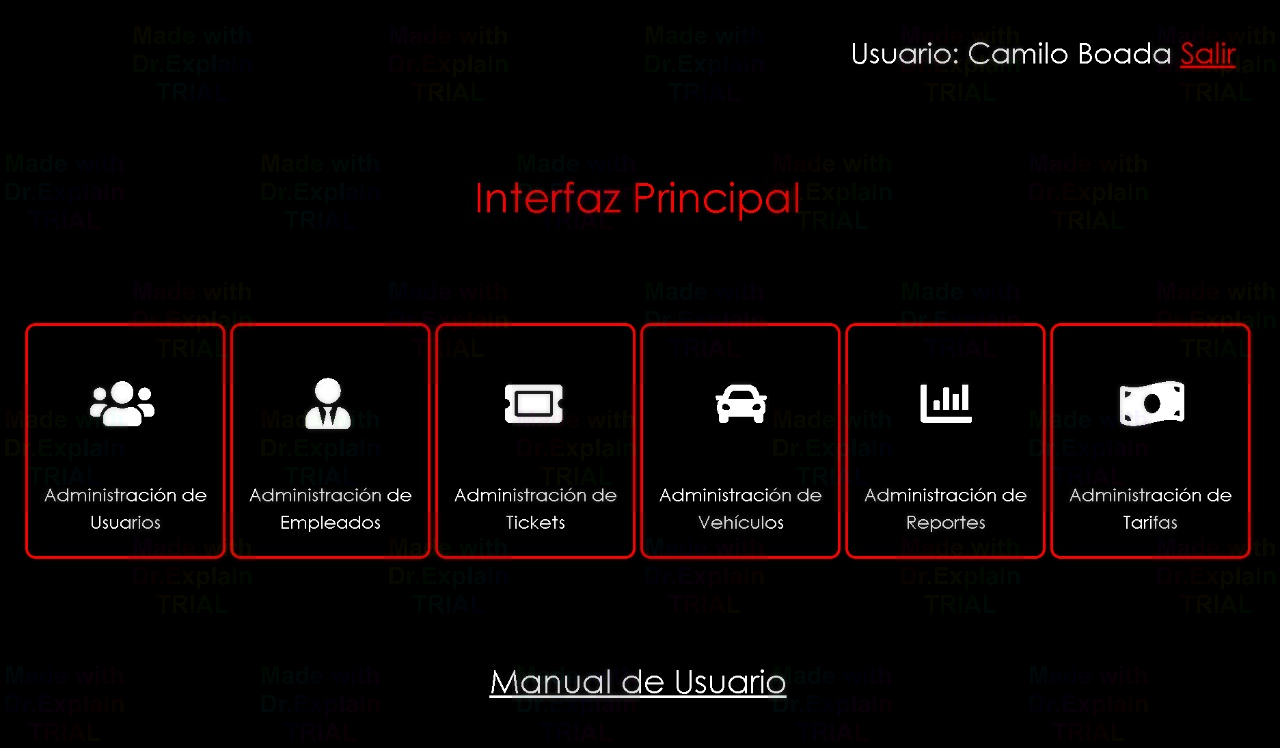 Usuario: Camilo Boada Salir
Interfaz Principal
Administración de
Usuarios
Administración de
Empleados
Administración de
Tickets
Administración de
Vehículos
Administración de
Reportes
Administración de
Tarifas
Manual de Usuario
Made with
Dr.Explain
TRIAL